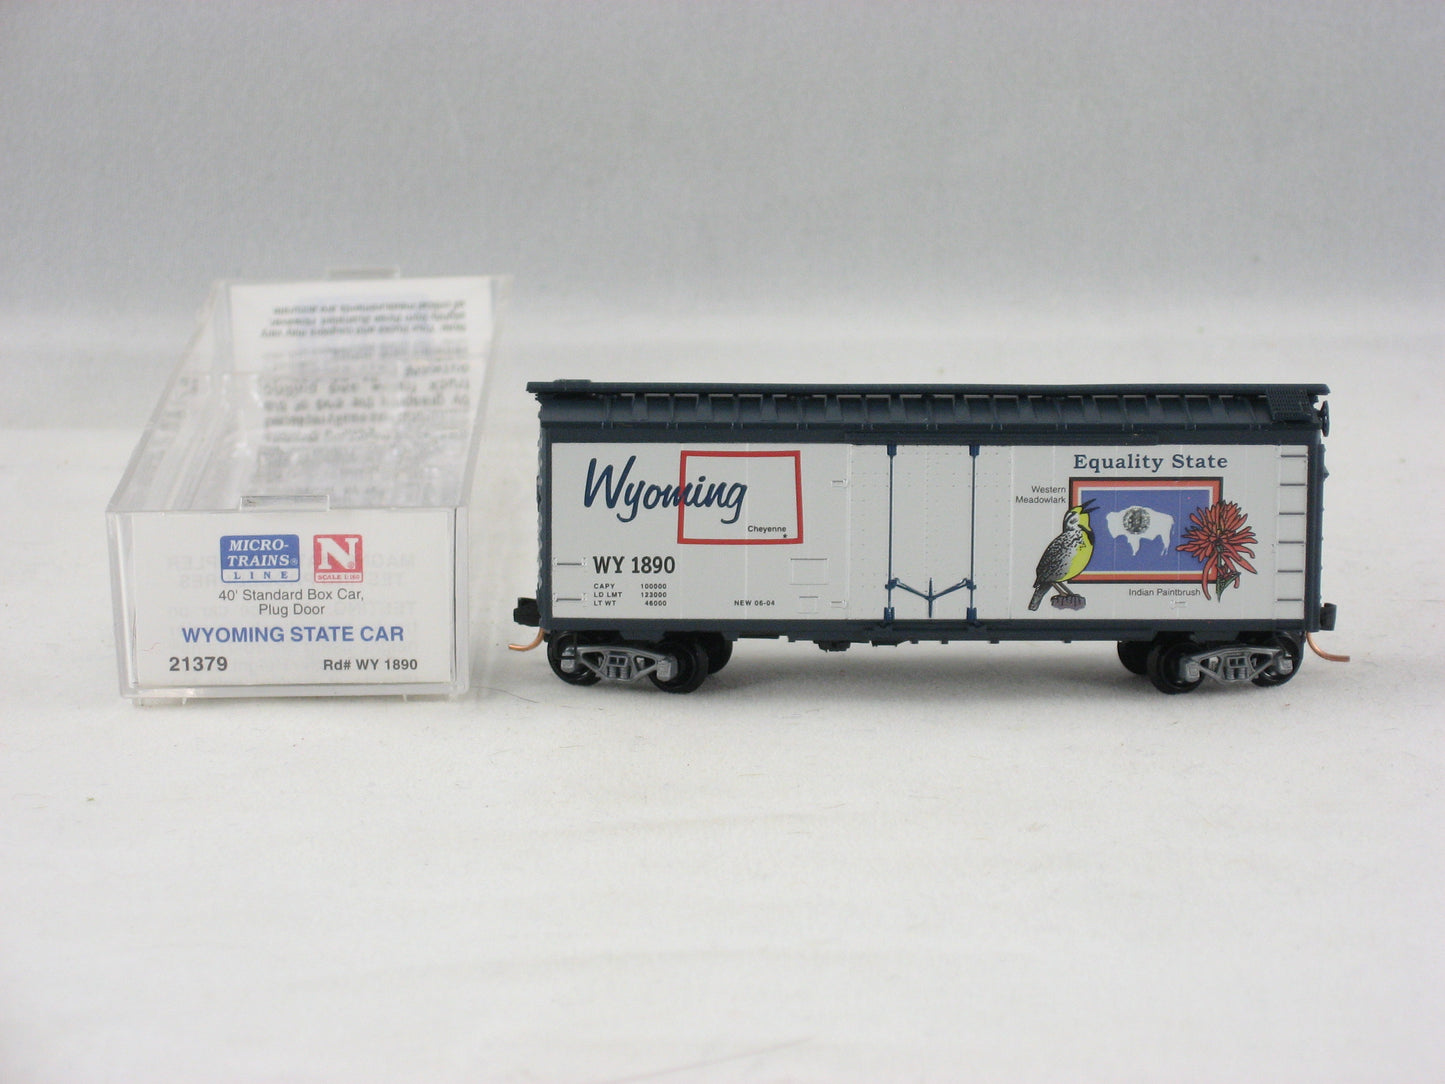 MICRO-
TRAINS®
LINE
N
SCALE 1:160
40' Standard Box Car,
Plug Door
WYOMING STATE CAR
21379 Rd# WY 1890
Wyoming
Cheyenne
WY 1890
CAPY 100000
LD LMT 123000
LT WT 46000 NEW 06-04
Equality State
Western
Meadowlark
Indian Paintbrush